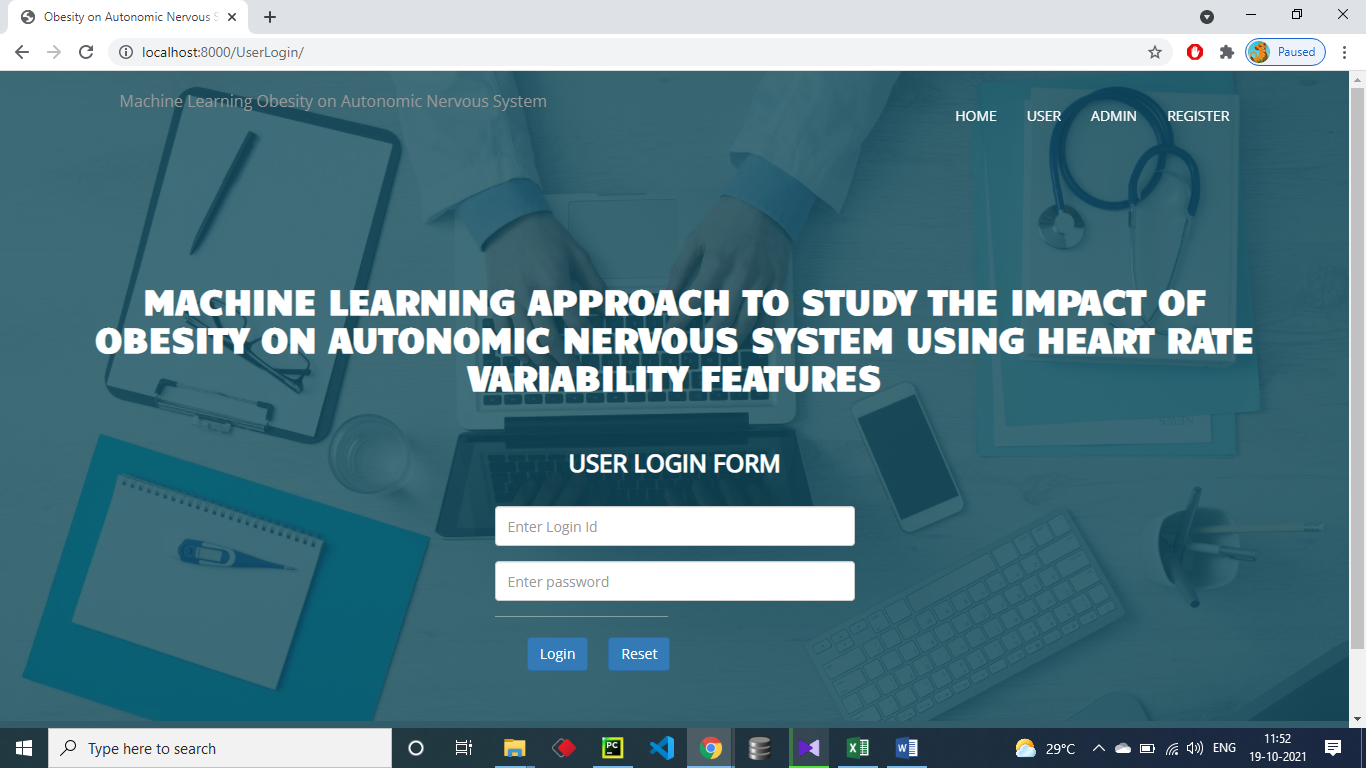 Obesity on Autonomic Nervous S
localhost:8000/UserLogin/
Paused
Machine Learning Obesity on Autonomic Nervous System
HOME USER ADMIN REGISTER
MACHINE LEARNING APPROACH TO STUDY THE IMPACT OF
OBESITY ON AUTONOMIC NERVOUS SYSTEM USING HEART RATE
VARIABILITY FEATURES
USER LOGIN FORM
Enter Login Id
Enter password
Login Reset
Type here to search
PC
29°C
ENG
11:52
19-10-2021